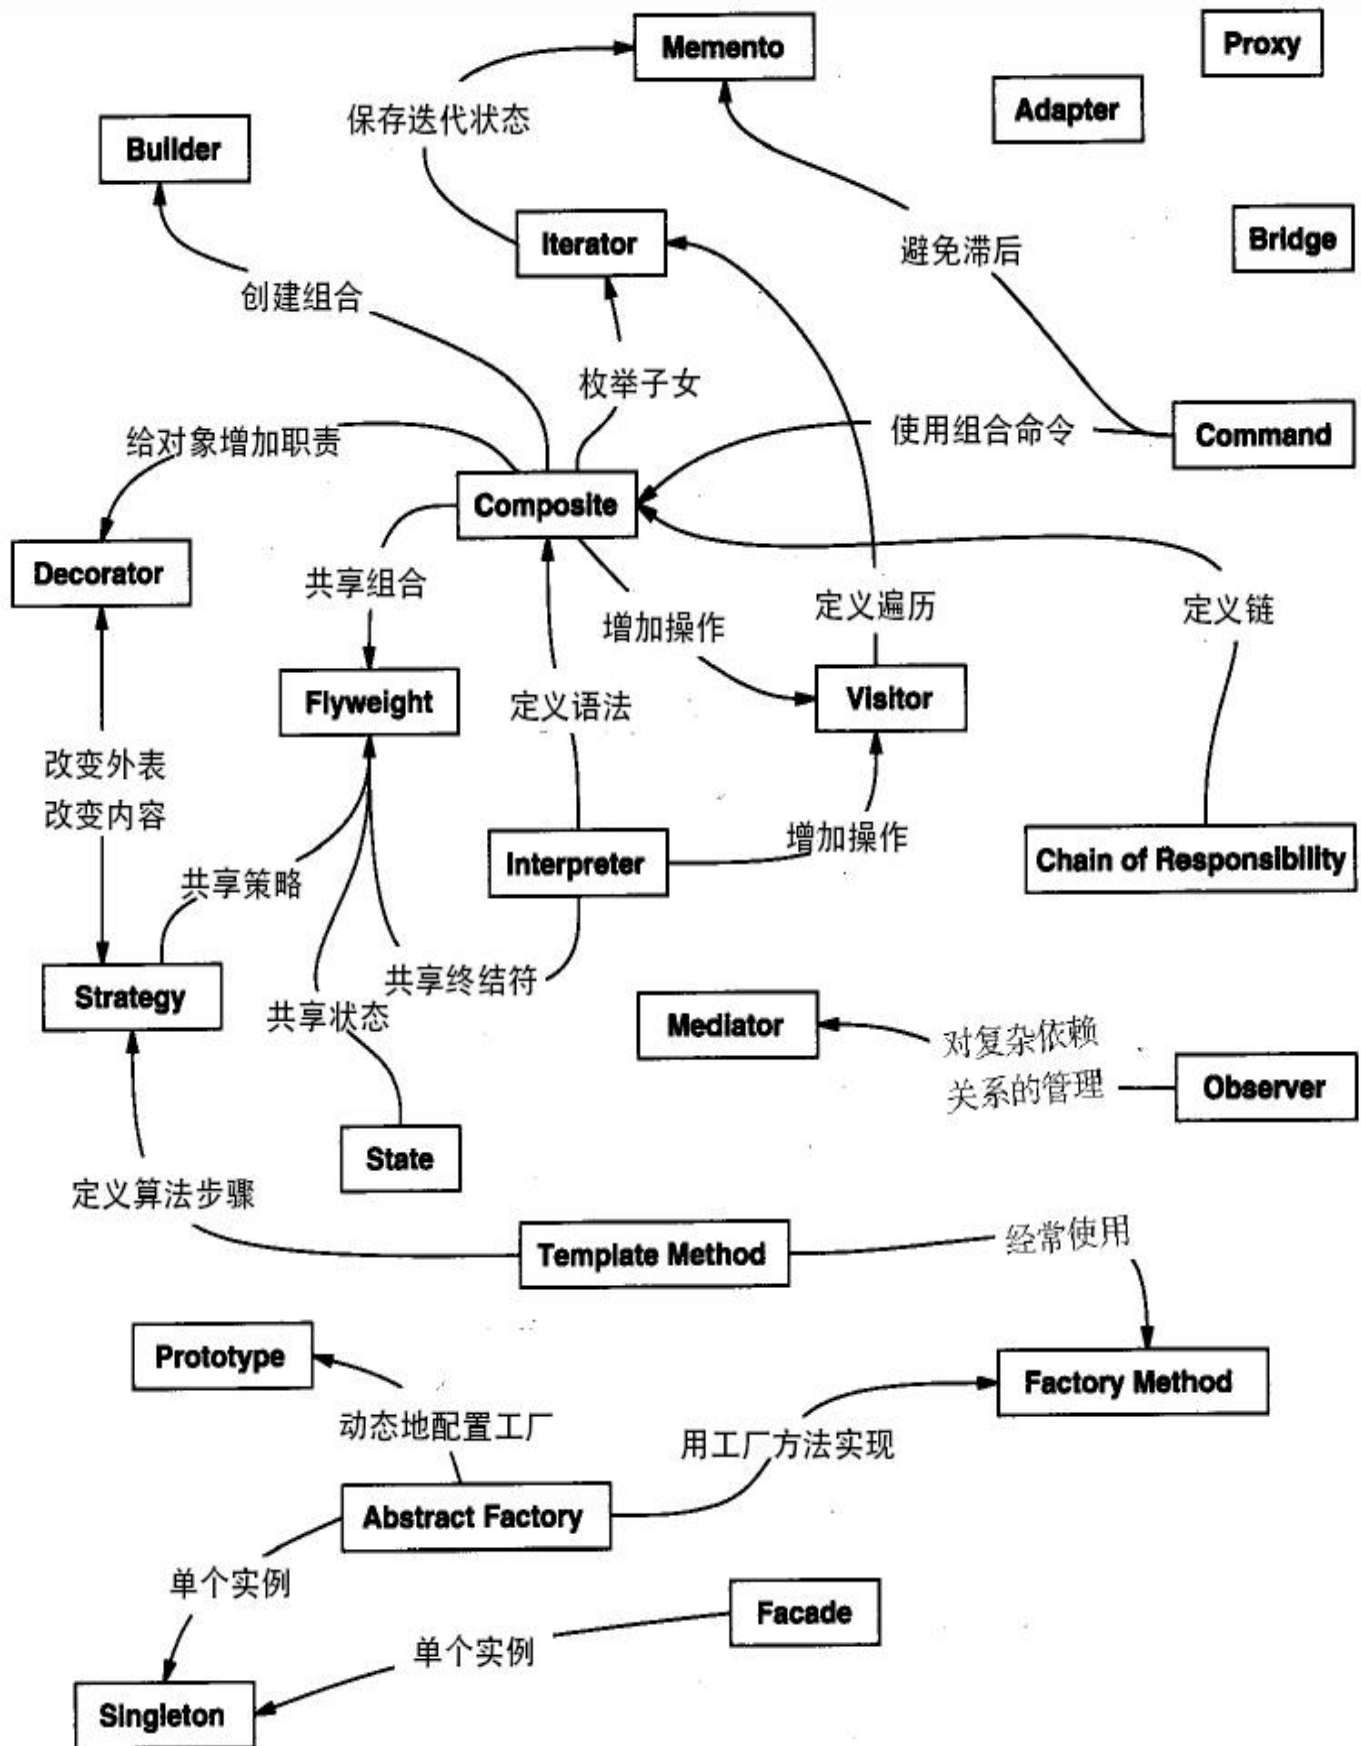 Memento
Proxy
Adapter
保存迭代状态
Builder
Iterator
避免滞后
Bridge
创建组合
枚举子女
使用组合命令
Command
给对象增加职责
Composite
Decorator
共享组合
增加操作
定义遍历
定义链
Flyweight
定义语法
Visitor
改变外表
改变内容
增加操作
Interpreter
Chain of Responsibility
共享策略
共享终结符
Strategy
共享状态
Mediator
对复杂依赖
关系的管理
Observer
State
定义算法步骤
Template Method
经常使用
Prototype
Factory Method
动态地配置工厂
用工厂方法实现
Abstract Factory
单个实例
Facade
单个实例
Singleton